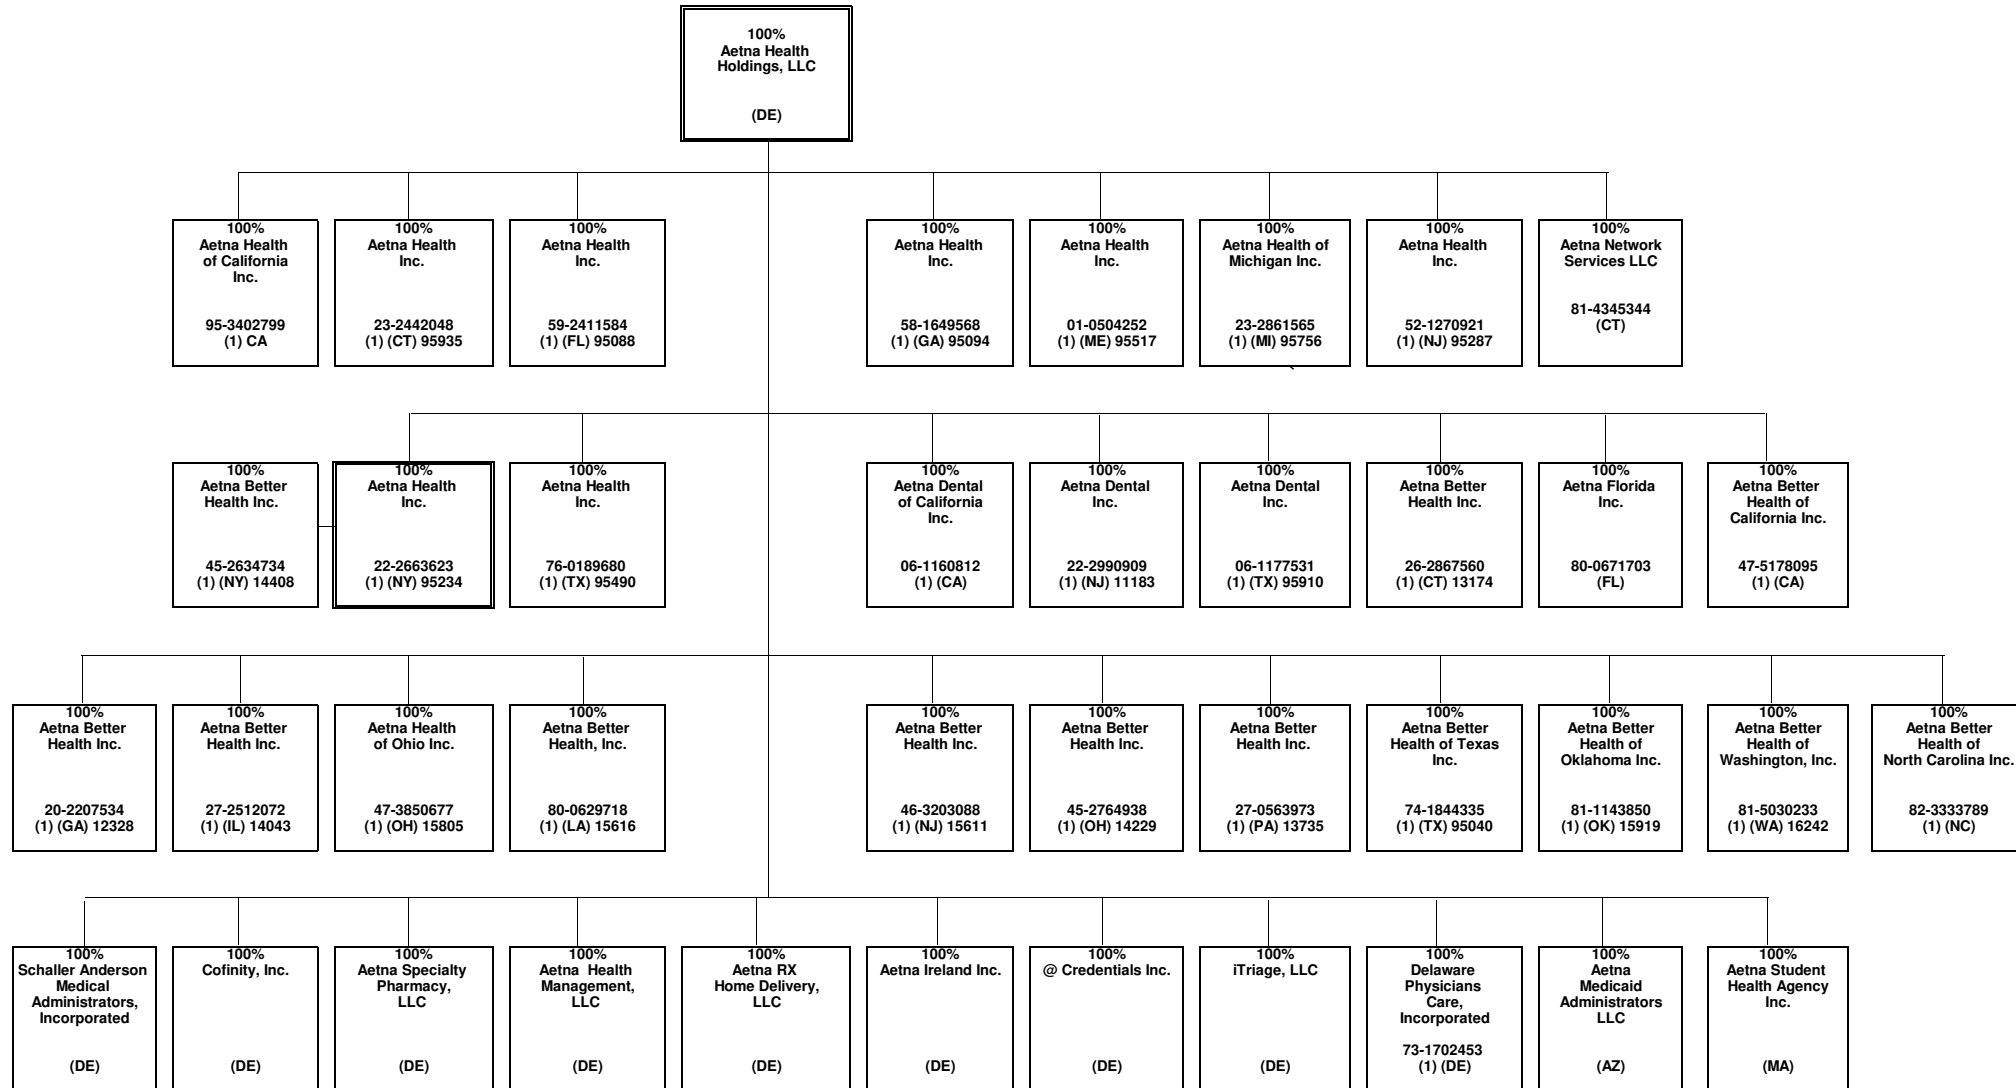 100%
Aetna Health
Holdings, LLC
(DE)
100%
Aetna Health
of California
Inc.
95-3402799
(1) CA
100%
Aetna Health
Inc.
23-2442048
(1) (CT) 95935
100%
Aetna Health
Inc.
59-2411584
(1) (FL) 95088
100%
Aetna Health
Inc.
58-1649568
(1) (GA) 95094
100%
Aetna Health
Inc.
01-0504252
(1) (ME) 95517
100%
Aetna Health of
Michigan Inc.
23-2861565
(1) (MI) 95756
100%
Aetna Health
Inc.
52-1270921
(1) (NJ) 95287
100%
Aetna Network
Services LLC
81-4345344
(CT)
100%
Aetna Better
Health Inc.
45-2634734
(1) (NY) 14408
100%
Aetna Health
Inc.
22-2663623
(1) (NY) 95234
100%
Aetna Health
Inc.
76-0189680
(1) (TX) 95490
100%
Aetna Dental
of California
Inc.
06-1160812
(1) (CA)
100%
Aetna Dental
Inc.
22-2990909
(1) (NJ) 11183
100%
Aetna Dental
Inc.
06-1177531
(1) (TX) 95910
100%
Aetna Better
Health Inc.
26-2867560
(1) (CT) 13174
100%
Aetna Florida
Inc.
80-0671703
(FL)
100%
Aetna Better
Health of
California Inc.
47-5178095
(1) (CA)
100%
Aetna Better
Health Inc.
20-2207534
(1) (GA) 12328
100%
Aetna Better
Health Inc.
27-2512072
(1) (IL) 14043
100%
Aetna Health
of Ohio Inc.
47-3850677
(1) (OH) 15805
100%
Aetna Better
Health, Inc.
80-0629718
(1) (LA) 15616
100%
Aetna Better
Health Inc.
46-3203088
(1) (NJ) 15611
100%
Aetna Better
Health Inc.
45-2764938
(1) (OH) 14229
100%
Aetna Better
Health Inc.
27-0563973
(1) (PA) 13735
100%
Aetna Better
Health of Texas
Inc.
74-1844335
(1) (TX) 95040
100%
Aetna Better
Health of
Oklahoma Inc.
81-1143850
(1) (OK) 15919
100%
Aetna Better
Health of
Washington, Inc.
81-5030233
(1) (WA) 16242
100%
Aetna Better
Health of
North Carolina Inc.
82-3333789
(1) (NC)
100%
Schaller Anderson
Medical
Administrators,
Incorporated
(DE)
100%
Cofinity, Inc.
(DE)
100%
Aetna Specialty
Pharmacy,
LLC
(DE)
100%
Aetna Health
Management,
LLC
(DE)
100%
Aetna RX
Home Delivery,
LLC
(DE)
100%
Aetna Ireland Inc.
(DE)
100%
@ Credentials Inc.
(DE)
100%
iTriage, LLC
(DE)
100%
Delaware
Physicians
Care,
Incorporated
73-1702453
(1) (DE)
100%
Aetna
Medicaid
Administrators
LLC
(AZ)
100%
Aetna Student
Health Agency
Inc.
(MA)